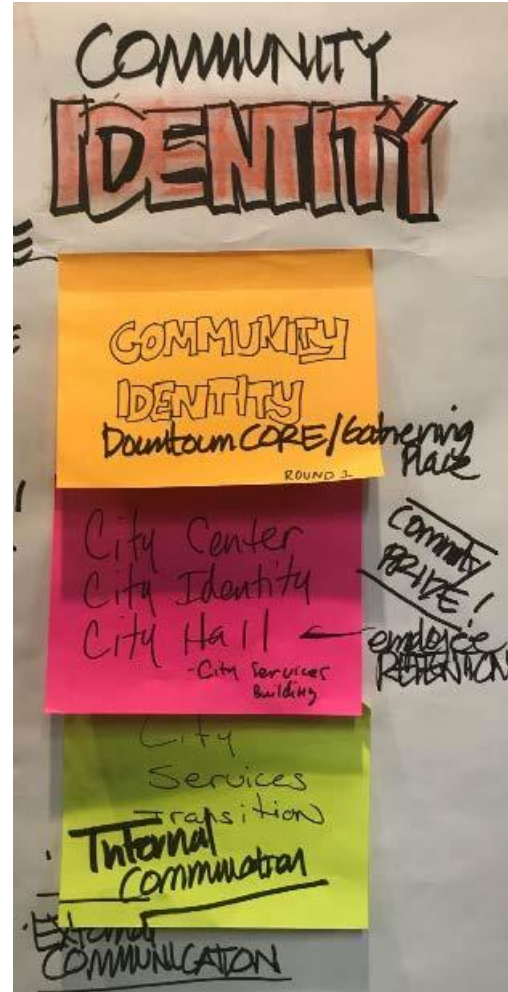 COMMUNITY
IDENTITY
COMMUNITY
IDENTITY
Downtown CORE/Gathering
Place
ROUND 1
City Center
City Identity
City Hall
-City Services
Building
Community
PRIDE!
employee
RETENTION
City
Services
Transition
Internal
Communication
External
COMMUNICATION